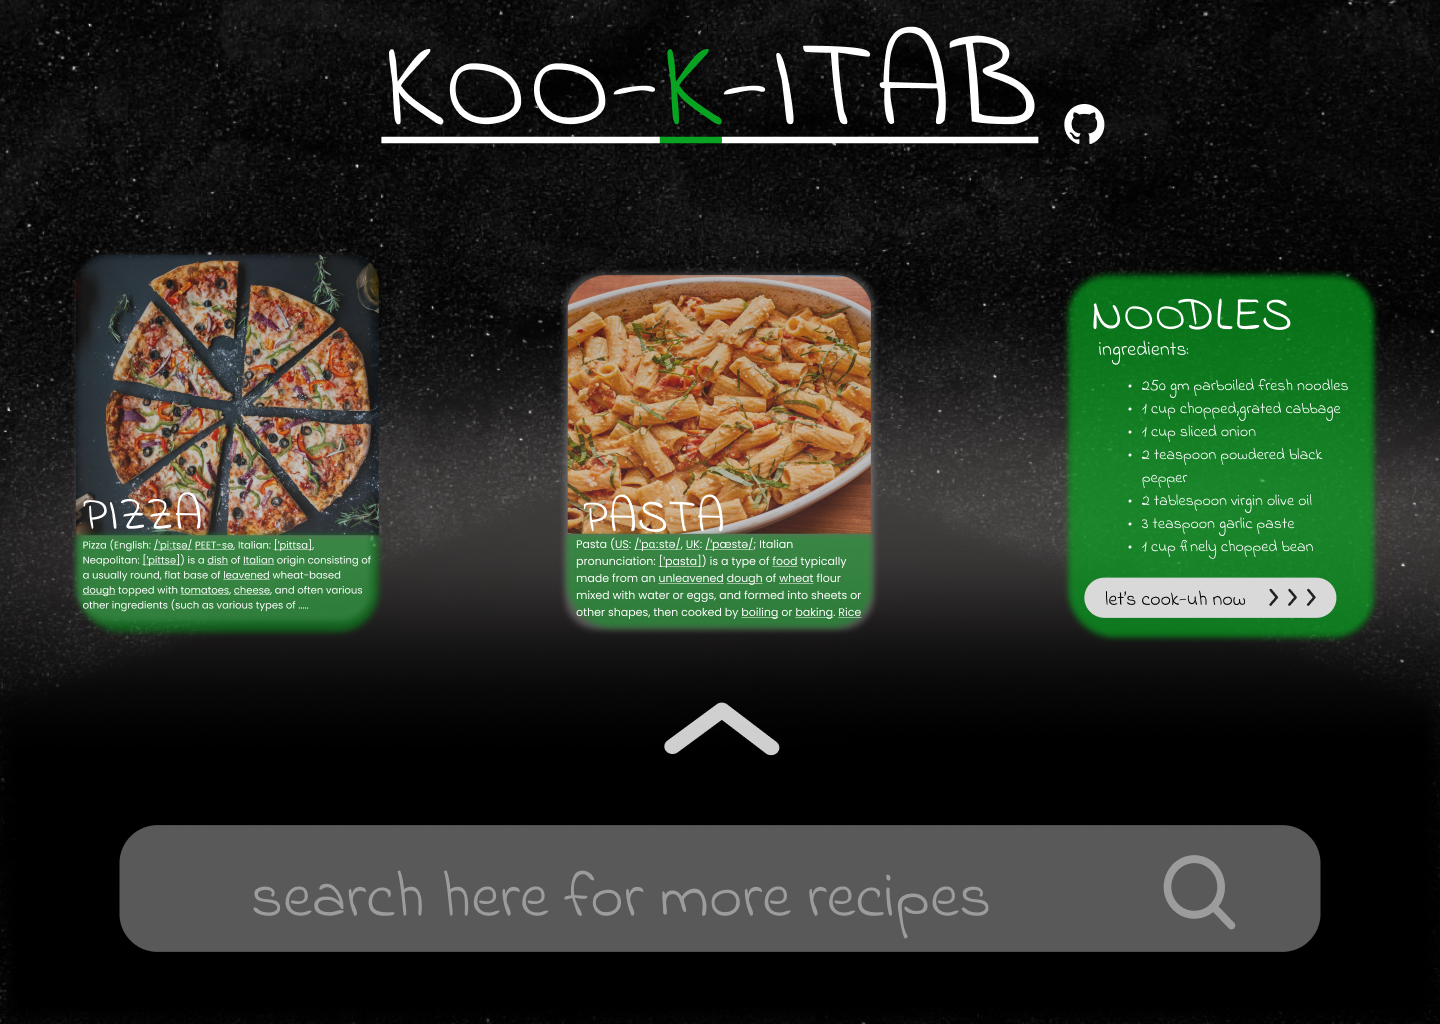 KOO-K-ITAB
PIZZA
Pizza (English: /ˈpiːtsə/ PEET-sə, Italian: [ˈpittsa],
Neapolitan: [ˈpittsə]) is a dish of Italian origin consisting of
a usually round, flat base of leavened wheat-based
dough topped with tomatoes, cheese, and often various
other ingredients (such as various types of .....
PASTA
Pasta (US: /ˈpɑːstə/, UK: /ˈpæstə/; Italian
pronunciation: [ˈpasta]) is a type of food typically
made from an unleavened dough of wheat flour
mixed with water or eggs, and formed into sheets or
other shapes, then cooked by boiling or baking. Rice
NOODLES
ingredients:
• 250 gm parboiled fresh noodles
• 1 cup chopped,grated cabbage
• 1 cup sliced onion
• 2 teaspoon powdered black
pepper
• 2 tablespoon virgin olive oil
• 3 teaspoon garlic paste
• 1 cup finely chopped bean
let's cook-uh now
search here for more recipes